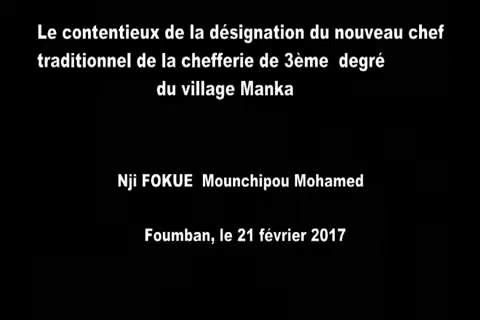 Le contentieux de la désignation du nouveau chef
traditionnel de la chefferie de 3ème degré
du village Manka
Nji FOKUE Mounchipou Mohamed
Foumban, le 21 février 2017